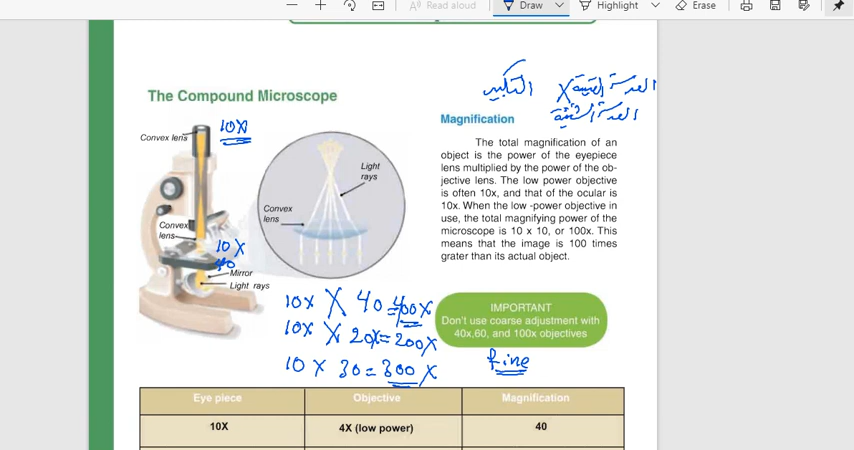 Read aloud
Draw
Highlight
Erase
التكبير
العدسة العينية X
العدسة الشيئية
The Compound Microscope
Convex lens
10X
Light rays
Convex lens
Convex lens
10X
40
Mirror
Light rays
Magnification
The total magnification of an
object is the power of the eyepiece
lens multiplied by the power of the ob-
jective lens. The low power objective
is often 10x, and that of the ocular is
10x. When the low -power objective in
use, the total magnifying power of the
microscope is 10 x 10, or 100x. This
means that the image is 100 times
grater than its actual object.
10x X 40=400X
10x X 20x=200X
10 X 30=300X
IMPORTANT
Don't use coarse adjustment with
40x,60, and 100x objectives
fine
Eye piece Objective Magnification
10X 4X (low power) 40